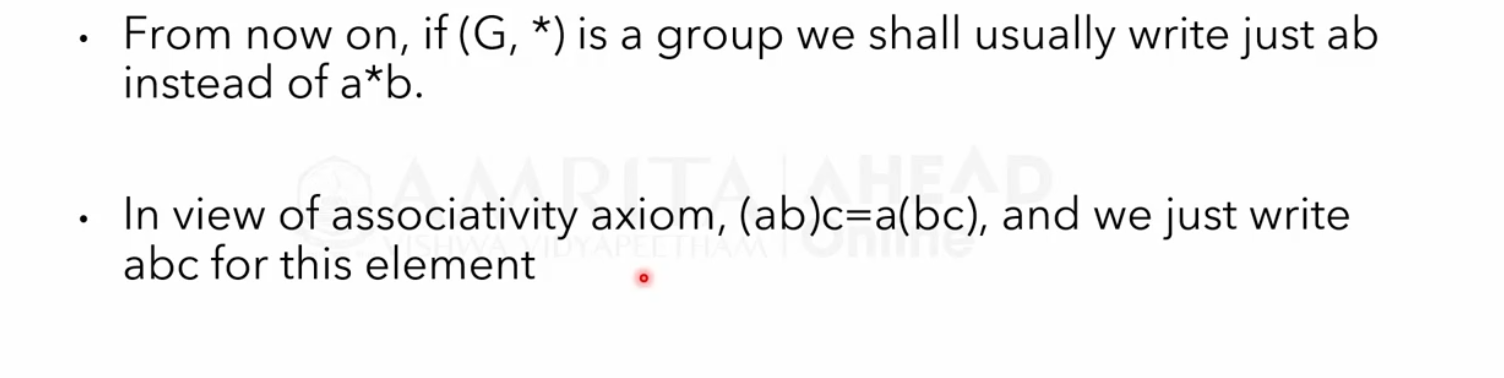 • From now on, if (G, *) is a group we shall usually write just ab
instead of a*b.
AMRITA | AHEAD
VISHWA VIDYAPEETHAM | Online
• In view of associativity axiom, (ab)c=a(bc), and we just write
abc for this element